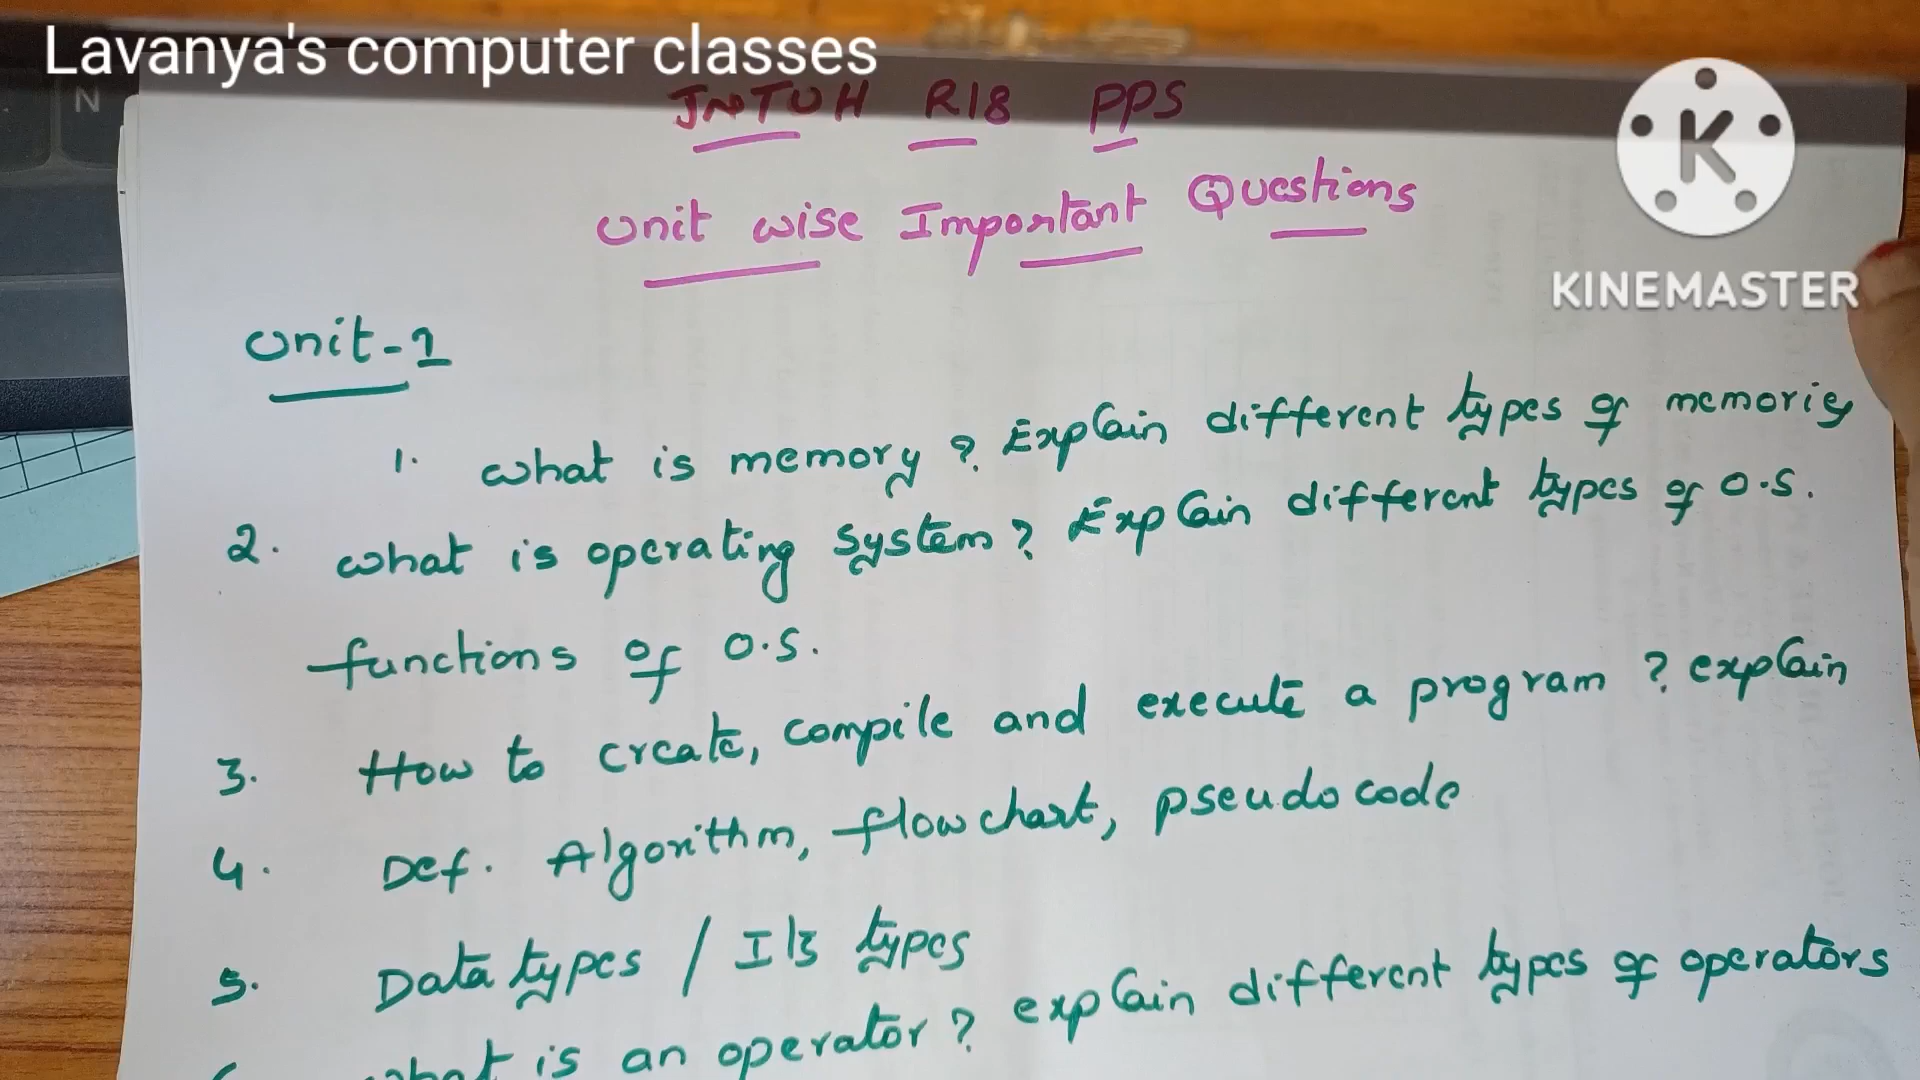 Lavanya's computer classes
N
JNTUH R18 PPS
Unit wise Important Questions
K
KINEMASTER
Unit-1
1. what is memory? Explain different types of memories
2. what is operating system? Explain different types of O.S.
functions of O.S.
3. How to create, compile and execute a program? explain
4. Def. Algorithm, flowchart, pseudocode
5. Data types / types
what is an operator? explain different types of operators